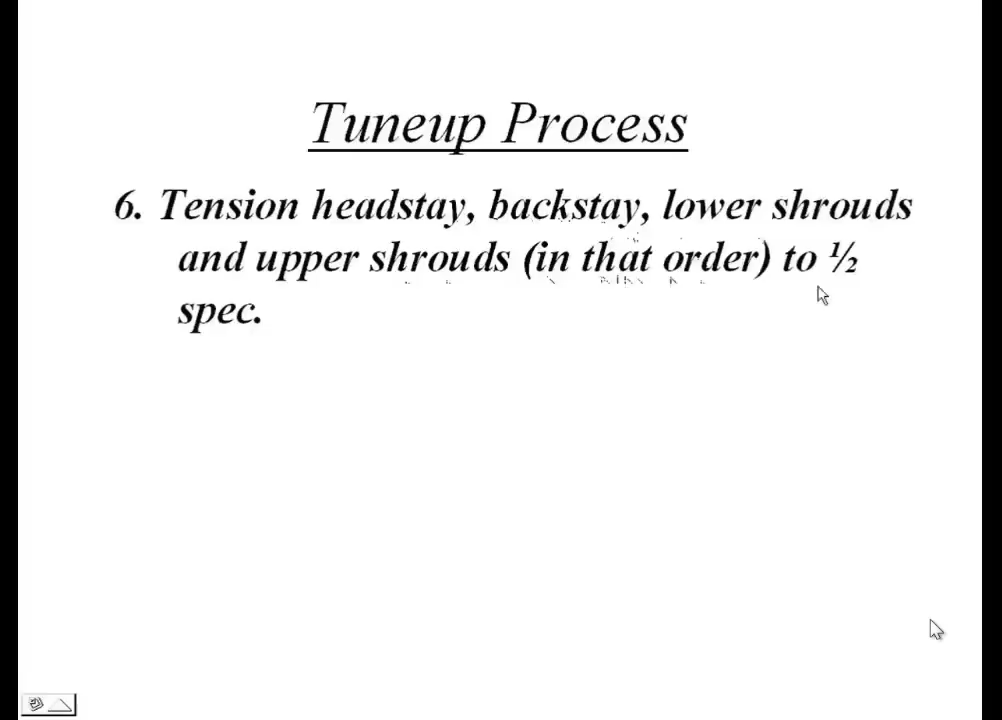 Tuneup Process
6. Tension headstay, backstay, lower shrouds
and upper shrouds (in that order) to ½
spec.